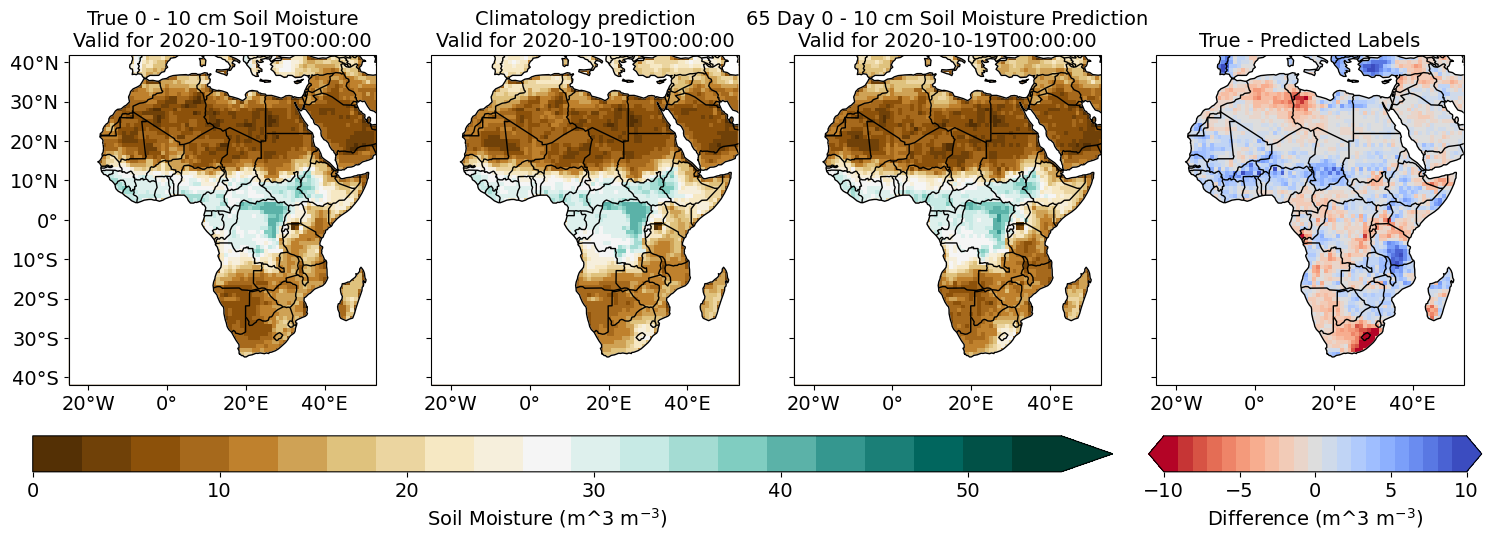 True 0 - 10 cm Soil Moisture
Valid for 2020-10-19T00:00:00
Climatology prediction
Valid for 2020-10-19T00:00:00
65 Day 0 - 10 cm Soil Moisture Prediction
Valid for 2020-10-19T00:00:00
True - Predicted Labels
40°N
30°N
20°N
10°N
0°
10°S
20°S
30°S
40°S
20°W 0° 20°E 40°E
20°W 0° 20°E 40°E
20°W 0° 20°E 40°E
20°W 0° 20°E 40°E
0 10 20 30 40 50
Soil Moisture (m^3 m⁻³)
−10 −5 0 5 10
Difference (m^3 m⁻³)